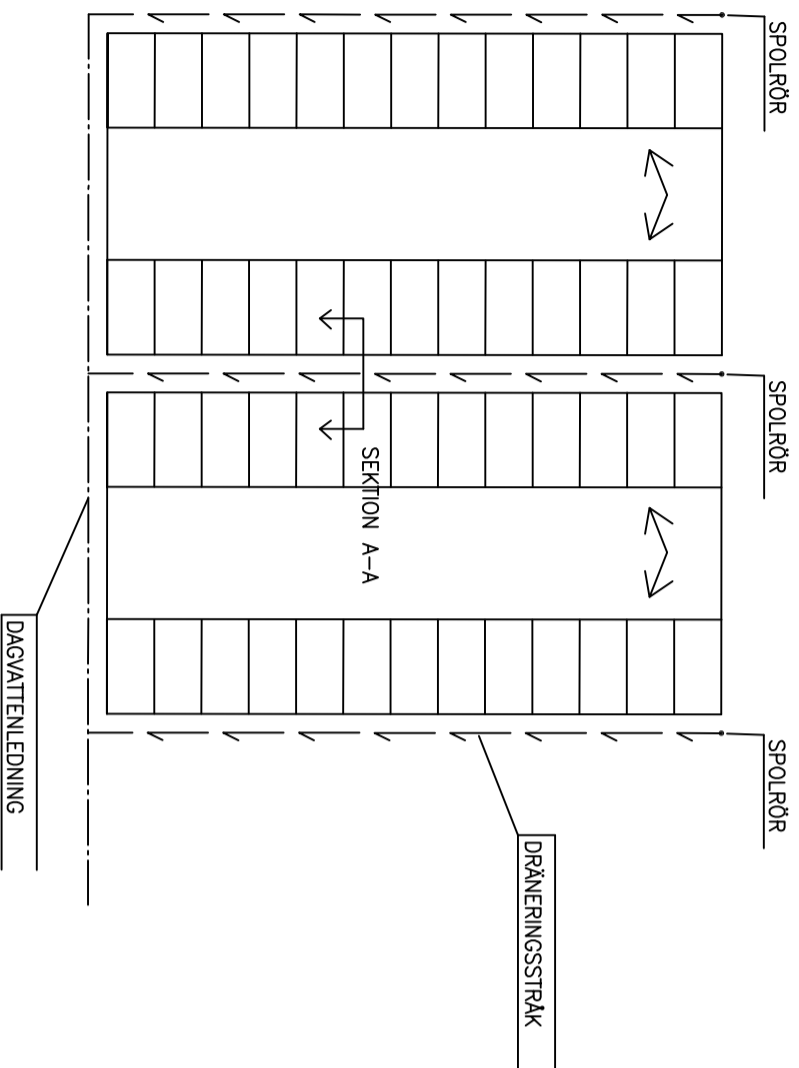 SPOLRÖR
SPOLRÖR
SPOLRÖR
SEKTION A-A
DRÄNERINGSSTRÅK
DAGVATTENLEDNING